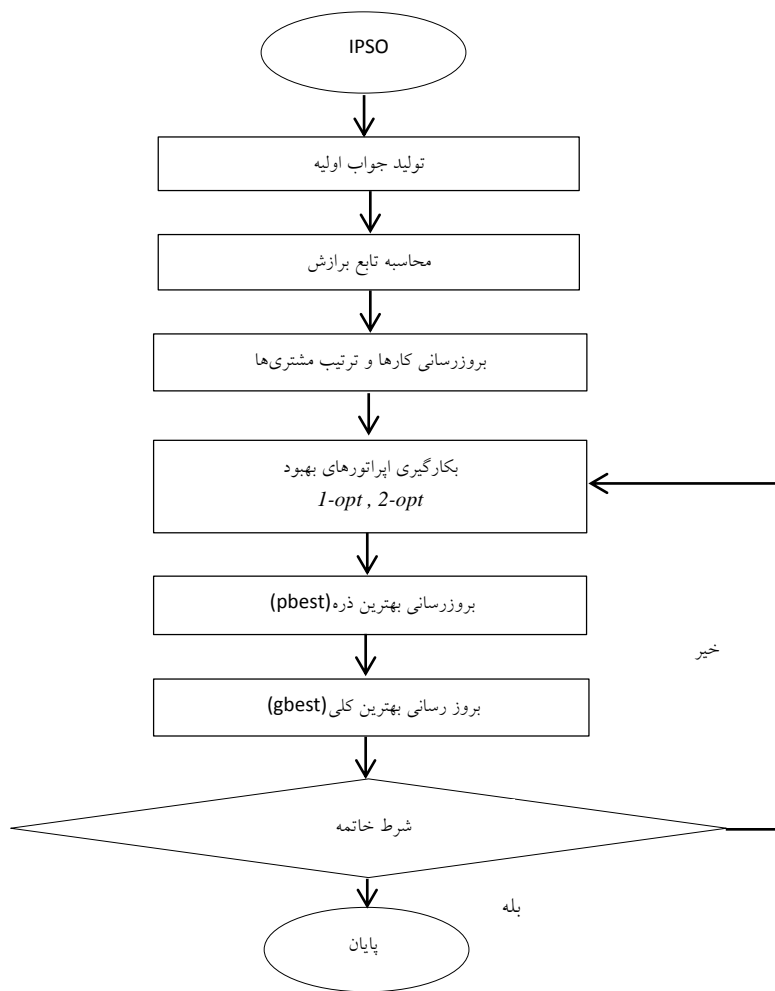 IPSO
تولید جواب اولیه
محاسبه تابع برازش
بروزرسانی کارها و ترتیب مشتری‌ها
بکارگیری اپراتورهای بهبود
1-opt , 2-opt
بروزرسانی بهترین ذره(pbest)
خیر
بروز رسانی بهترین کلی(gbest)
شرط خاتمه
بله
پایان